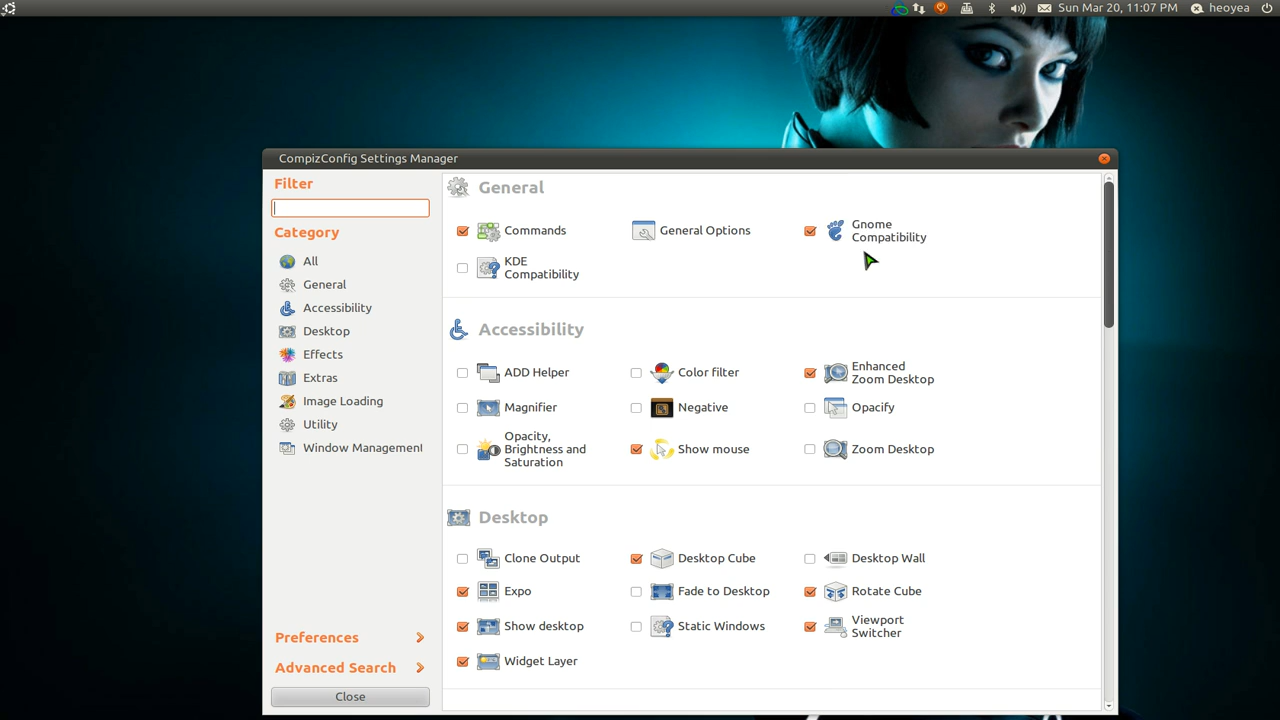 Sun Mar 20, 11:07 PM heoyea
CompizConfig Settings Manager
Filter
Category
All
General
Accessibility
Desktop
Effects
Extras
Image Loading
Utility
Window Management
Preferences
Advanced Search
Close
General
Commands
General Options
Gnome
Compatibility
KDE
Compatibility
Accessibility
ADD Helper
Color filter
Enhanced
Zoom Desktop
Magnifier
Negative
Opacify
Opacity,
Brightness and
Saturation
Show mouse
Zoom Desktop
Desktop
Clone Output
Desktop Cube
Desktop Wall
Expo
Fade to Desktop
Rotate Cube
Show desktop
Static Windows
Viewport
Switcher
Widget Layer